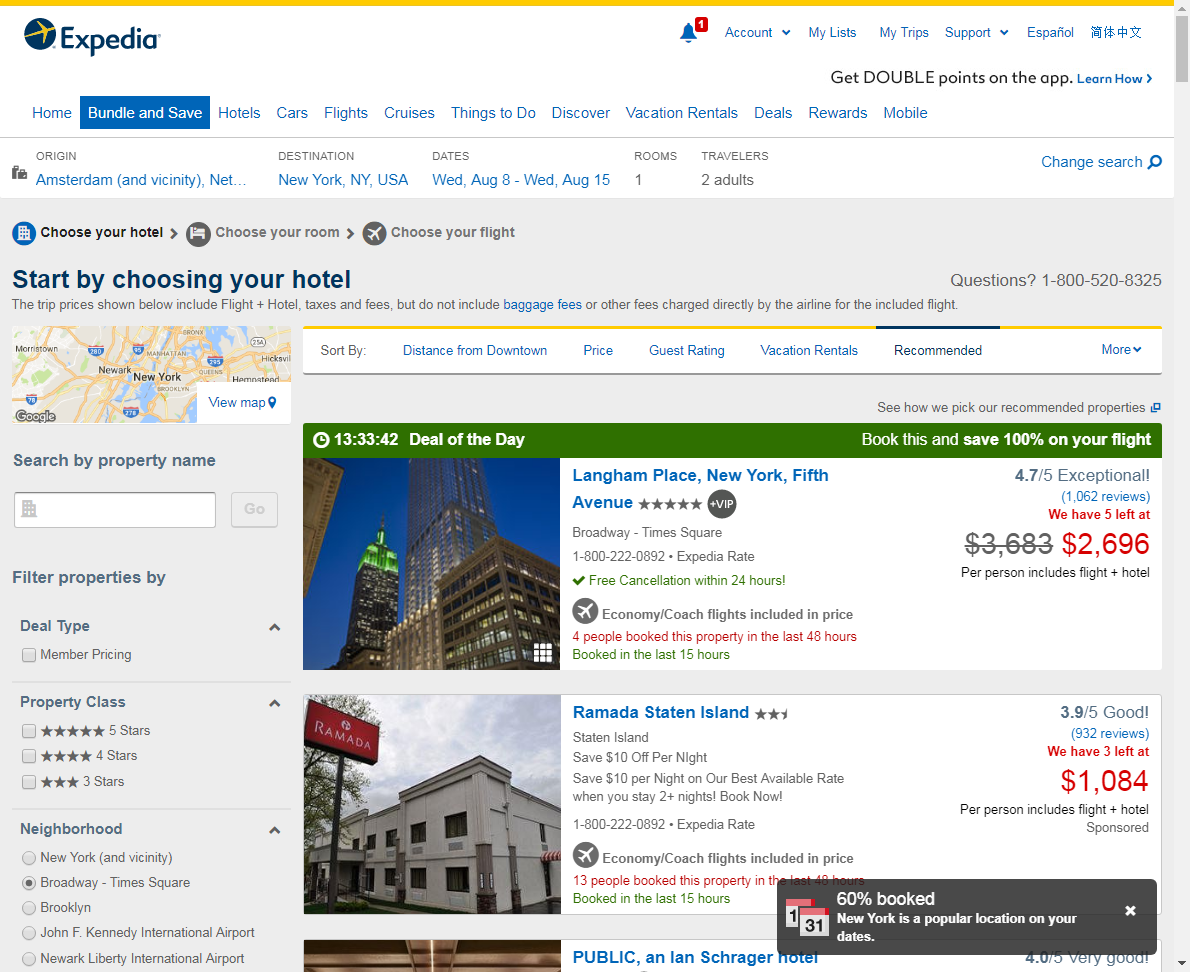 Expedia
1
Account
My Lists
My Trips
Support
Español
简体中文
Get DOUBLE points on the app. Learn How
Home
Bundle and Save
Hotels
Cars
Flights
Cruises
Things to Do
Discover
Vacation Rentals
Deals
Rewards
Mobile
ORIGIN
Amsterdam (and vicinity), Net...
DESTINATION
New York, NY, USA
DATES
Wed, Aug 8 - Wed, Aug 15
ROOMS
1
TRAVELERS
2 adults
Change search
Choose your hotel
Choose your room
Choose your flight
Start by choosing your hotel
Questions? 1-800-520-8325
The trip prices shown below include Flight + Hotel, taxes and fees, but do not include baggage fees or other fees charged directly by the airline for the included flight.
BRONX
Morristown
280
95
25A
MANHATTAN
Hicksvil
295
Newark
QUEENS
New York
Hempstead
BROOKLYN
78
278
Google
View map
Sort By:
Distance from Downtown
Price
Guest Rating
Vacation Rentals
Recommended
More
See how we pick our recommended properties
Search by property name
Go
Filter properties by
Deal Type
Member Pricing
Property Class
5 Stars
4 Stars
3 Stars
Neighborhood
New York (and vicinity)
Broadway - Times Square
Brooklyn
John F. Kennedy International Airport
Newark Liberty International Airport
13:33:42 Deal of the Day
Book this and save 100% on your flight
Langham Place, New York, Fifth
Avenue
+VIP
Broadway - Times Square
1-800-222-0892 • Expedia Rate
Free Cancellation within 24 hours!
Economy/Coach flights included in price
4 people booked this property in the last 48 hours
Booked in the last 15 hours
4.7/5 Exceptional!
(1,062 reviews)
We have 5 left at
$3,683 $2,696
Per person includes flight + hotel
RAMADA
Ramada Staten Island
Staten Island
Save $10 Off Per NIght
Save $10 per Night on Our Best Available Rate
when you stay 2+ nights! Book Now!
1-800-222-0892 • Expedia Rate
Economy/Coach flights included in price
13 people booked this property in the last 48 hours
Booked in the last 15 hours
3.9/5 Good!
(932 reviews)
We have 3 left at
$1,084
Per person includes flight + hotel
Sponsored
1
31
60% booked
New York is a popular location on your
dates.
PUBLIC, an Ian Schrager hotel
4.0/5 Very good!